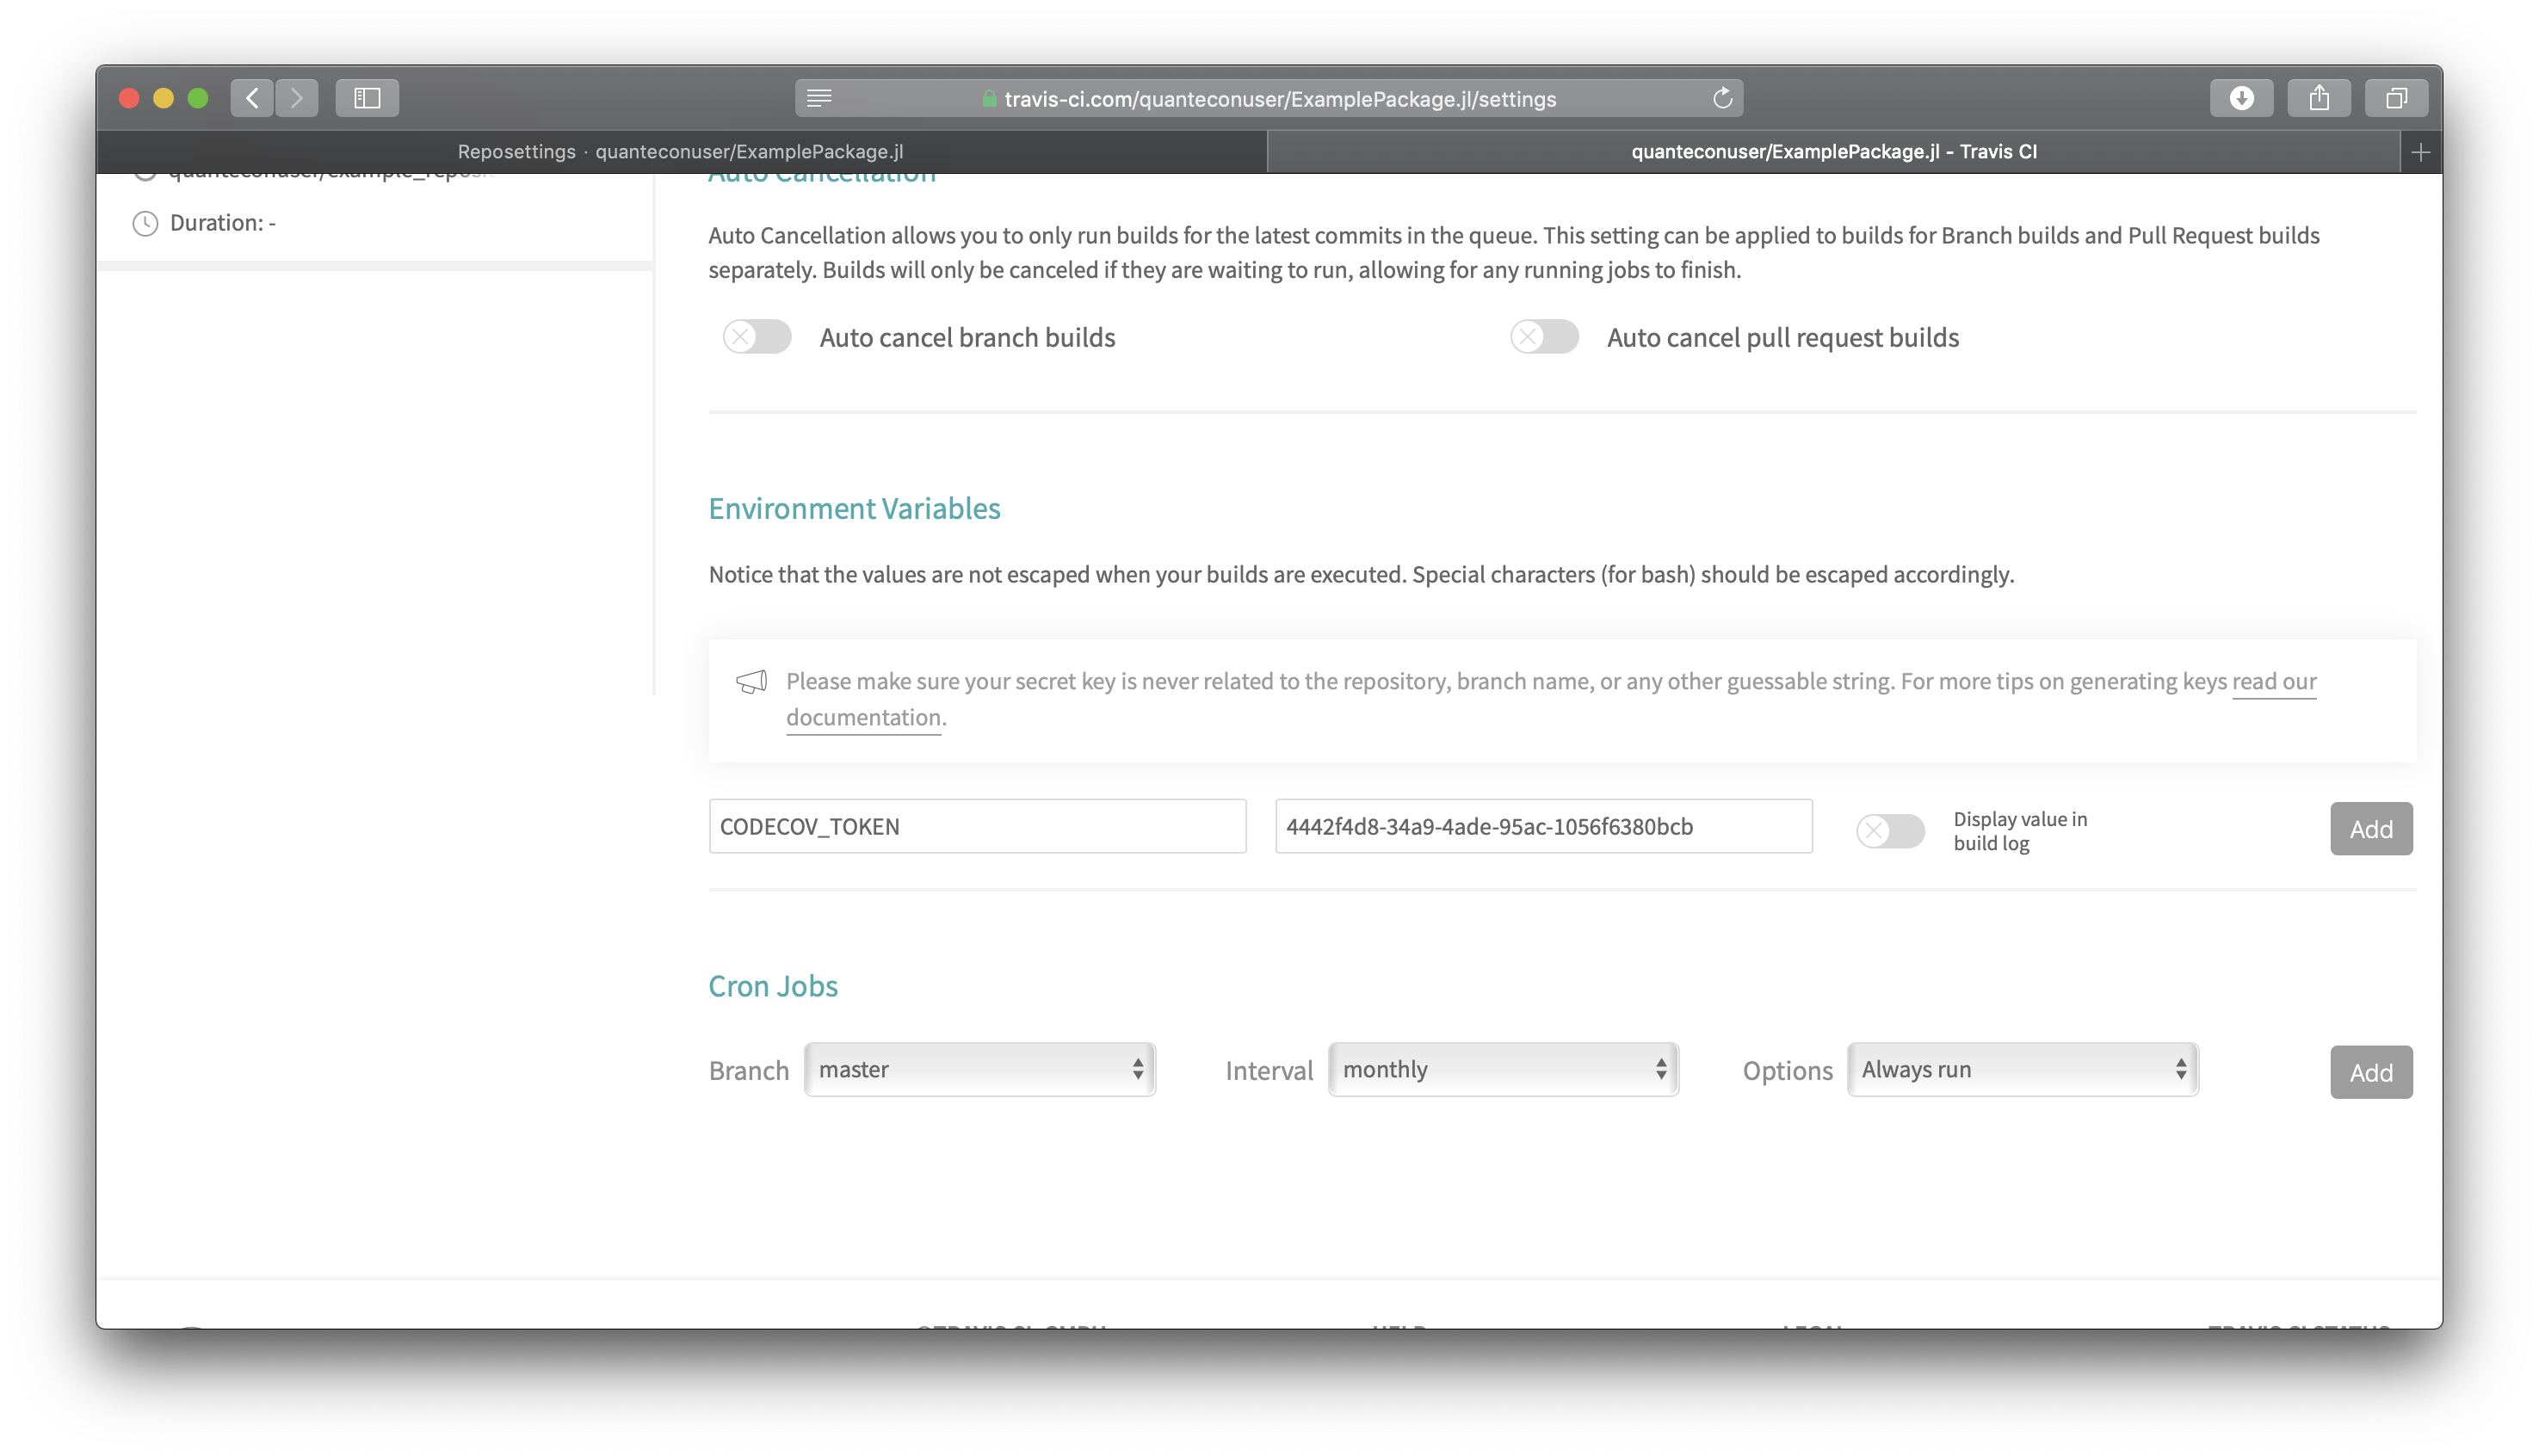 travis-ci.com/quanteconuser/ExamplePackage.jl/settings
Reposettings · quanteconuser/ExamplePackage.jl
quanteconuser/ExamplePackage.jl - Travis CI
Duration: -
Auto Cancellation
Auto Cancellation allows you to only run builds for the latest commits in the queue. This setting can be applied to builds for Branch builds and Pull Request builds
separately. Builds will only be canceled if they are waiting to run, allowing for any running jobs to finish.
Auto cancel branch builds
Auto cancel pull request builds
Environment Variables
Notice that the values are not escaped when your builds are executed. Special characters (for bash) should be escaped accordingly.
Please make sure your secret key is never related to the repository, branch name, or any other guessable string. For more tips on generating keys read our
documentation.
CODECOV_TOKEN
4442f4d8-34a9-4ade-95ac-1056f6380bcb
Display value in
build log
Add
Cron Jobs
Branch
master
Interval
monthly
Options
Always run
Add